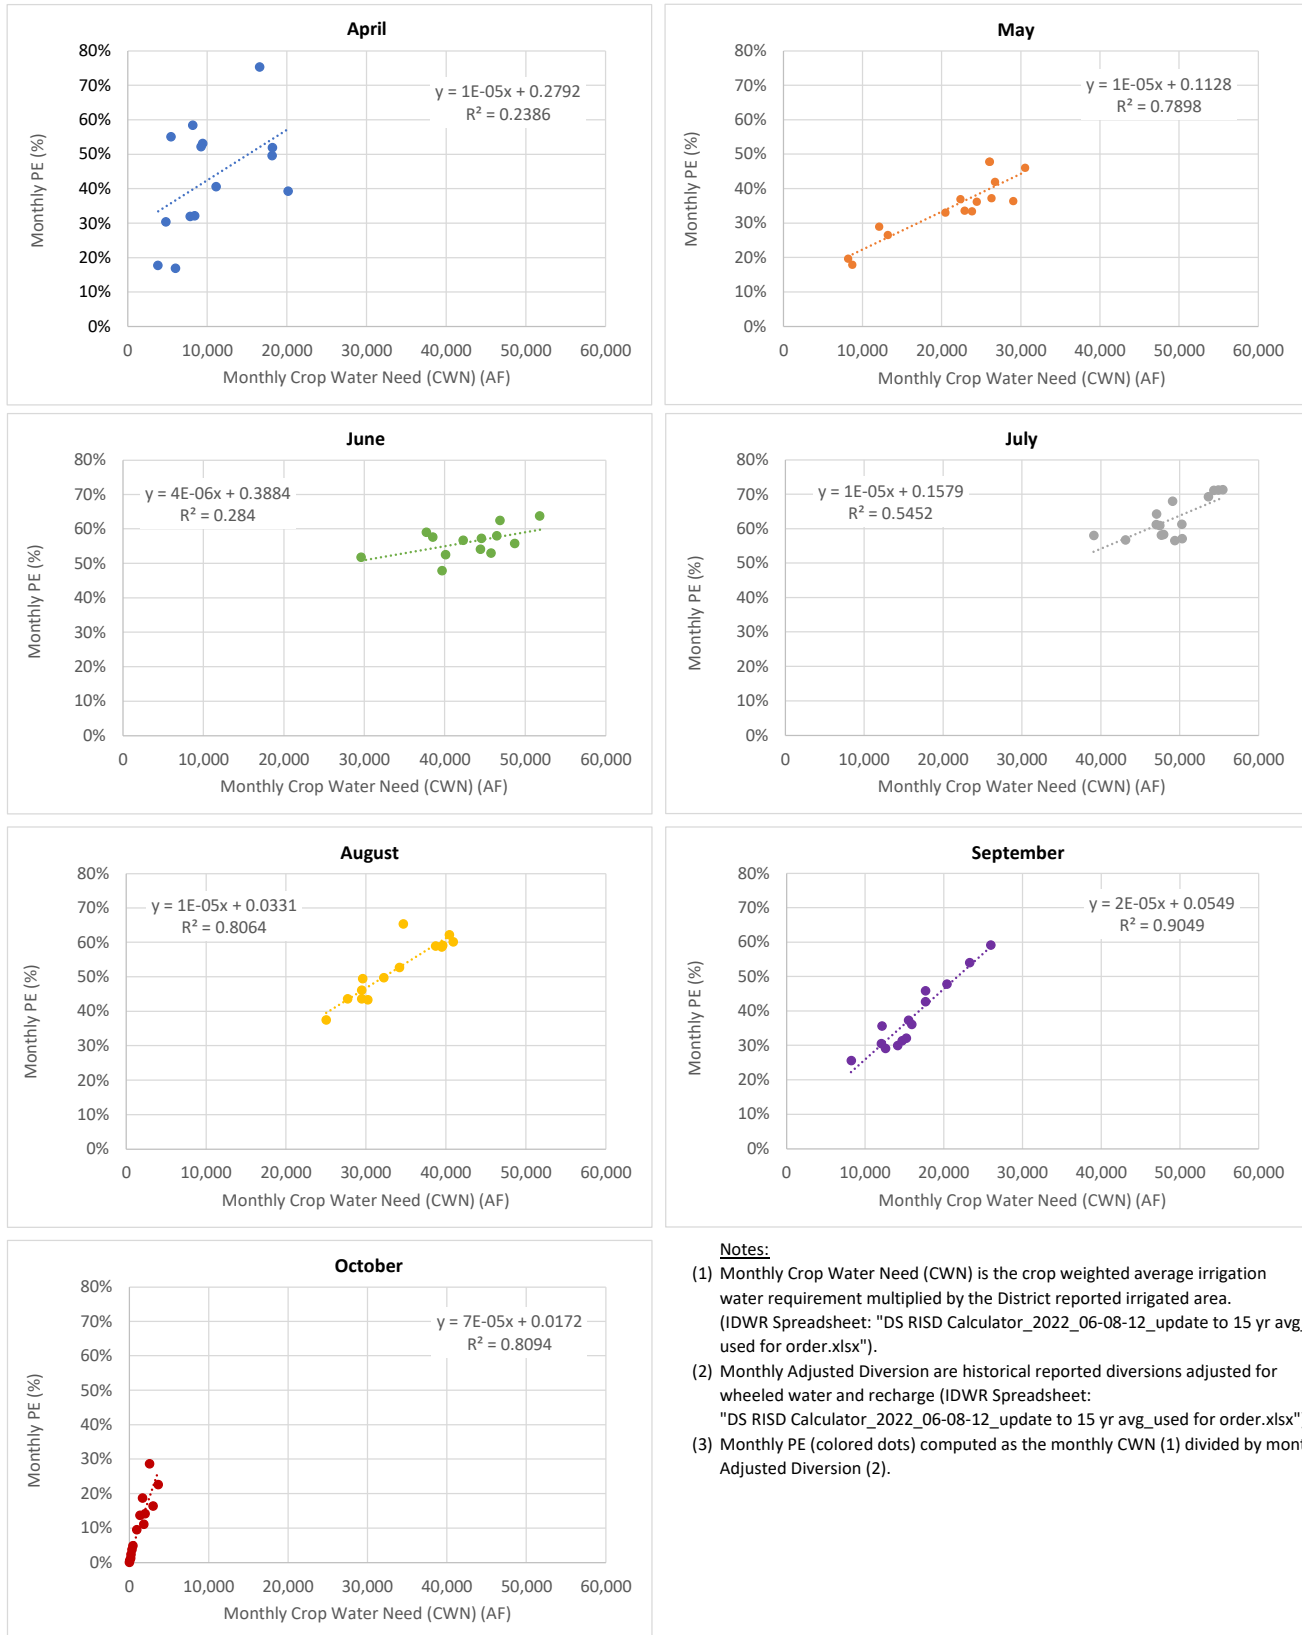 April
80%
70%
60%
50%
40%
30%
20%
10%
0%
y = 1E-05x + 0.2792
R² = 0.2386
Monthly PE (%)
0 10,000 20,000 30,000 40,000 50,000 60,000
Monthly Crop Water Need (CWN) (AF)
May
80%
70%
60%
50%
40%
30%
20%
10%
0%
y = 1E-05x + 0.1128
R² = 0.7898
Monthly PE (%)
0 10,000 20,000 30,000 40,000 50,000 60,000
Monthly Crop Water Need (CWN) (AF)
June
80%
70%
60%
50%
40%
30%
20%
10%
0%
y = 4E-06x + 0.3884
R² = 0.284
Monthly PE (%)
0 10,000 20,000 30,000 40,000 50,000 60,000
Monthly Crop Water Need (CWN) (AF)
July
80%
70%
60%
50%
40%
30%
20%
10%
0%
y = 1E-05x + 0.1579
R² = 0.5452
Monthly PE (%)
0 10,000 20,000 30,000 40,000 50,000 60,000
Monthly Crop Water Need (CWN) (AF)
August
80%
70%
60%
50%
40%
30%
20%
10%
0%
y = 1E-05x + 0.0331
R² = 0.8064
Monthly PE (%)
0 10,000 20,000 30,000 40,000 50,000 60,000
Monthly Crop Water Need (CWN) (AF)
September
80%
70%
60%
50%
40%
30%
20%
10%
0%
y = 2E-05x + 0.0549
R² = 0.9049
Monthly PE (%)
0 10,000 20,000 30,000 40,000 50,000 60,000
Monthly Crop Water Need (CWN) (AF)
October
80%
70%
60%
50%
40%
30%
20%
10%
0%
y = 7E-05x + 0.0172
R² = 0.8094
Monthly PE (%)
0 10,000 20,000 30,000 40,000 50,000 60,000
Monthly Crop Water Need (CWN) (AF)
Notes:
(1) Monthly Crop Water Need (CWN) is the crop weighted average irrigation
water requirement multiplied by the District reported irrigated area.
(IDWR Spreadsheet: "DS RISD Calculator_2022_06-08-12_update to 15 yr avg_
used for order.xlsx").
(2) Monthly Adjusted Diversion are historical reported diversions adjusted for
wheeled water and recharge (IDWR Spreadsheet:
"DS RISD Calculator_2022_06-08-12_update to 15 yr avg_used for order.xlsx"
(3) Monthly PE (colored dots) computed as the monthly CWN (1) divided by mont
Adjusted Diversion (2).